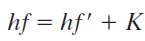 hf = hf′ + K